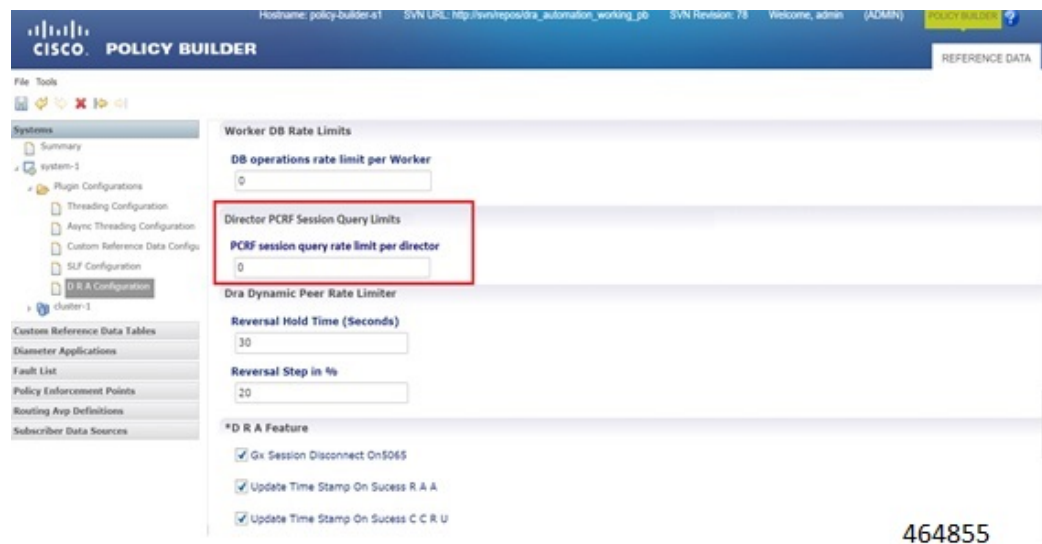 Hostname: policy-builder-s1 SVN URL: http://svn/repos/dra_automation_working_pb SVN Revision: 78 Welcome, admin (ADMIN) POLICY BUILDER ?
CISCO. POLICY BUILDER
REFERENCE DATA
File Tools
Systems
Summary
system-1
Plugin Configurations
Threading Configuration
Async Threading Configuration
Custom Reference Data Configu
SLF Configuration
D R A Configuration
cluster-1
Custom Reference Data Tables
Diameter Applications
Fault List
Policy Enforcement Points
Routing Avp Definitions
Subscriber Data Sources
Worker DB Rate Limits
DB operations rate limit per Worker
0
Director PCRF Session Query Limits
PCRF session query rate limit per director
0
Dra Dynamic Peer Rate Limiter
Reversal Hold Time (Seconds)
30
Reversal Step in %
20
*D R A Feature
Gx Session Disconnect On5065
Update Time Stamp On Sucess R A A
Update Time Stamp On Sucess C C R U
464855